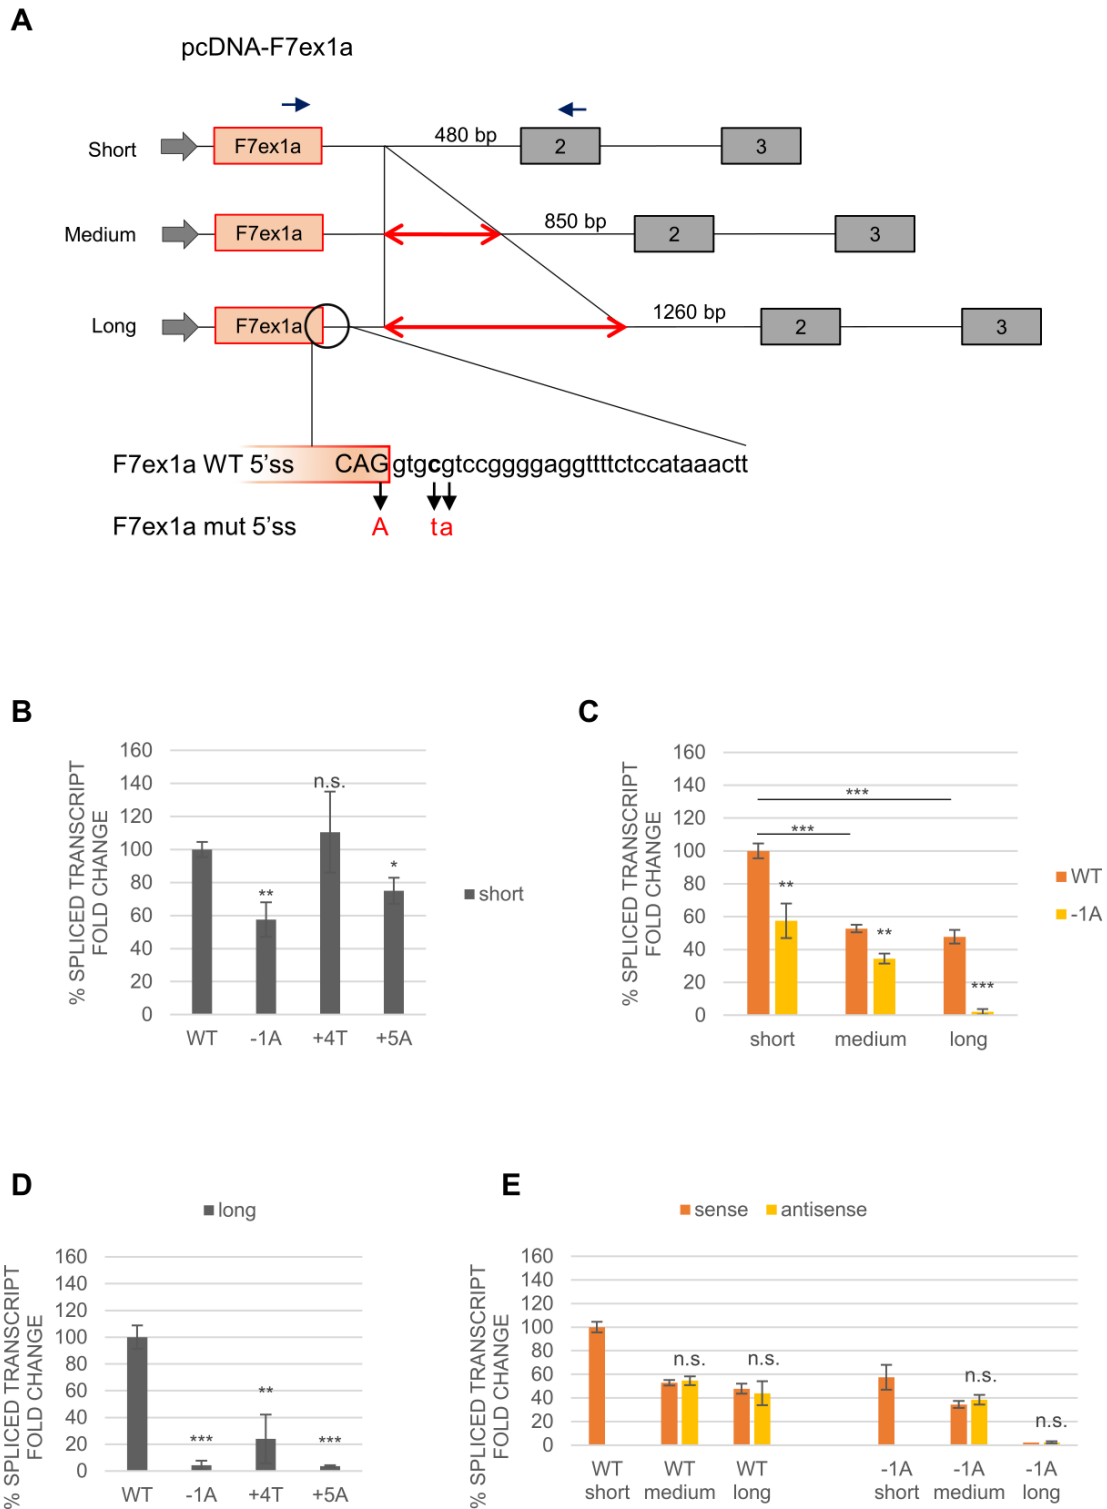 A
pcDNA-F7ex1a
Short F7ex1a 480 bp 2 3
Medium F7ex1a 850 bp 2 3
Long F7ex1a 1260 bp 2 3
F7ex1a WT 5'ss CAGgtgcgtccggggaggttttctccataaactt
F7ex1a mut 5'ss A t a
B
% SPLICED TRANSCRIPT
FOLD CHANGE
160
140
120
100
80
60
40
20
0
n.s.
**
*
WT -1A +4T +5A
short
C
% SPLICED TRANSCRIPT
FOLD CHANGE
160
140
120
100
80
60
40
20
0
***
***
**
**
***
short medium long
WT
-1A
D
long
% SPLICED TRANSCRIPT
FOLD CHANGE
160
140
120
100
80
60
40
20
0
***
**
***
WT -1A +4T +5A
E
sense antisense
% SPLICED TRANSCRIPT
FOLD CHANGE
160
140
120
100
80
60
40
20
0
n.s. n.s.
n.s.
n.s.
WT WT WT -1A -1A -1A
short medium long short medium long